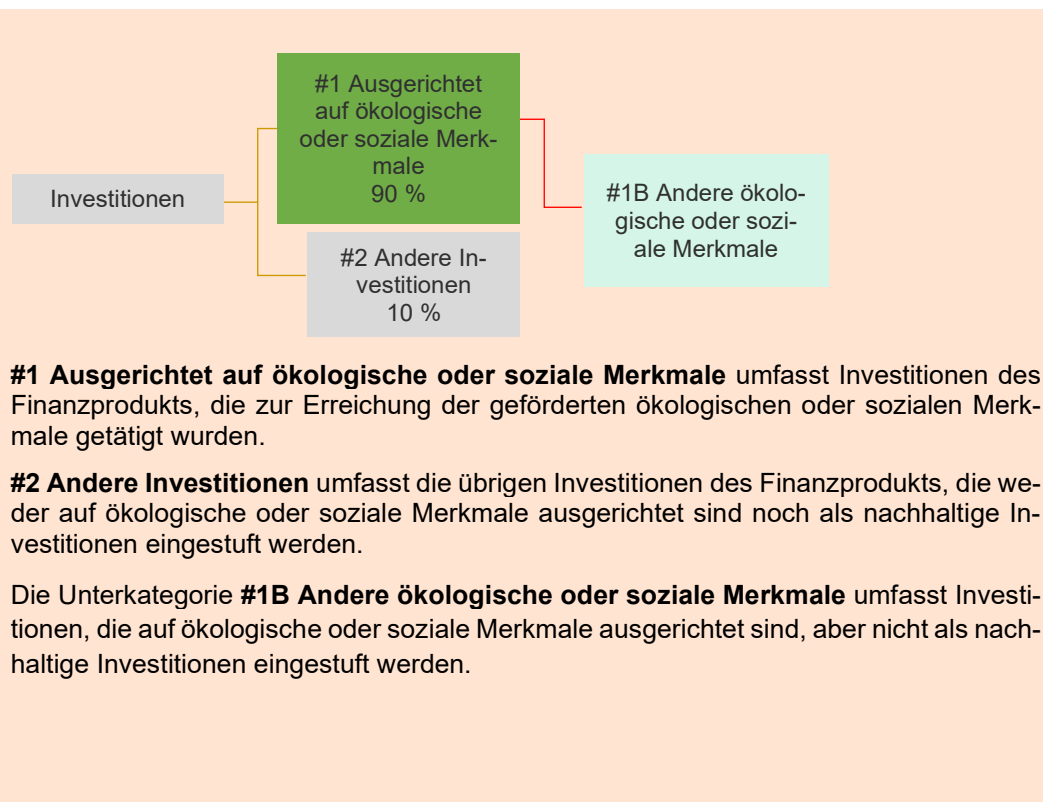 #1 Ausgerichtet
auf ökologische
oder soziale Merk-
male
90 %
Investitionen
#2 Andere In-
vestitionen
10 %
#1B Andere ökolo-
gische oder sozi-
ale Merkmale
#1 Ausgerichtet auf ökologische oder soziale Merkmale umfasst Investitionen des
Finanzprodukts, die zur Erreichung der geförderten ökologischen oder sozialen Merk-
male getätigt wurden.
#2 Andere Investitionen umfasst die übrigen Investitionen des Finanzprodukts, die we-
der auf ökologische oder soziale Merkmale ausgerichtet sind noch als nachhaltige In-
vestitionen eingestuft werden.
Die Unterkategorie #1B Andere ökologische oder soziale Merkmale umfasst Investi-
tionen, die auf ökologische oder soziale Merkmale ausgerichtet sind, aber nicht als nach-
haltige Investitionen eingestuft werden.